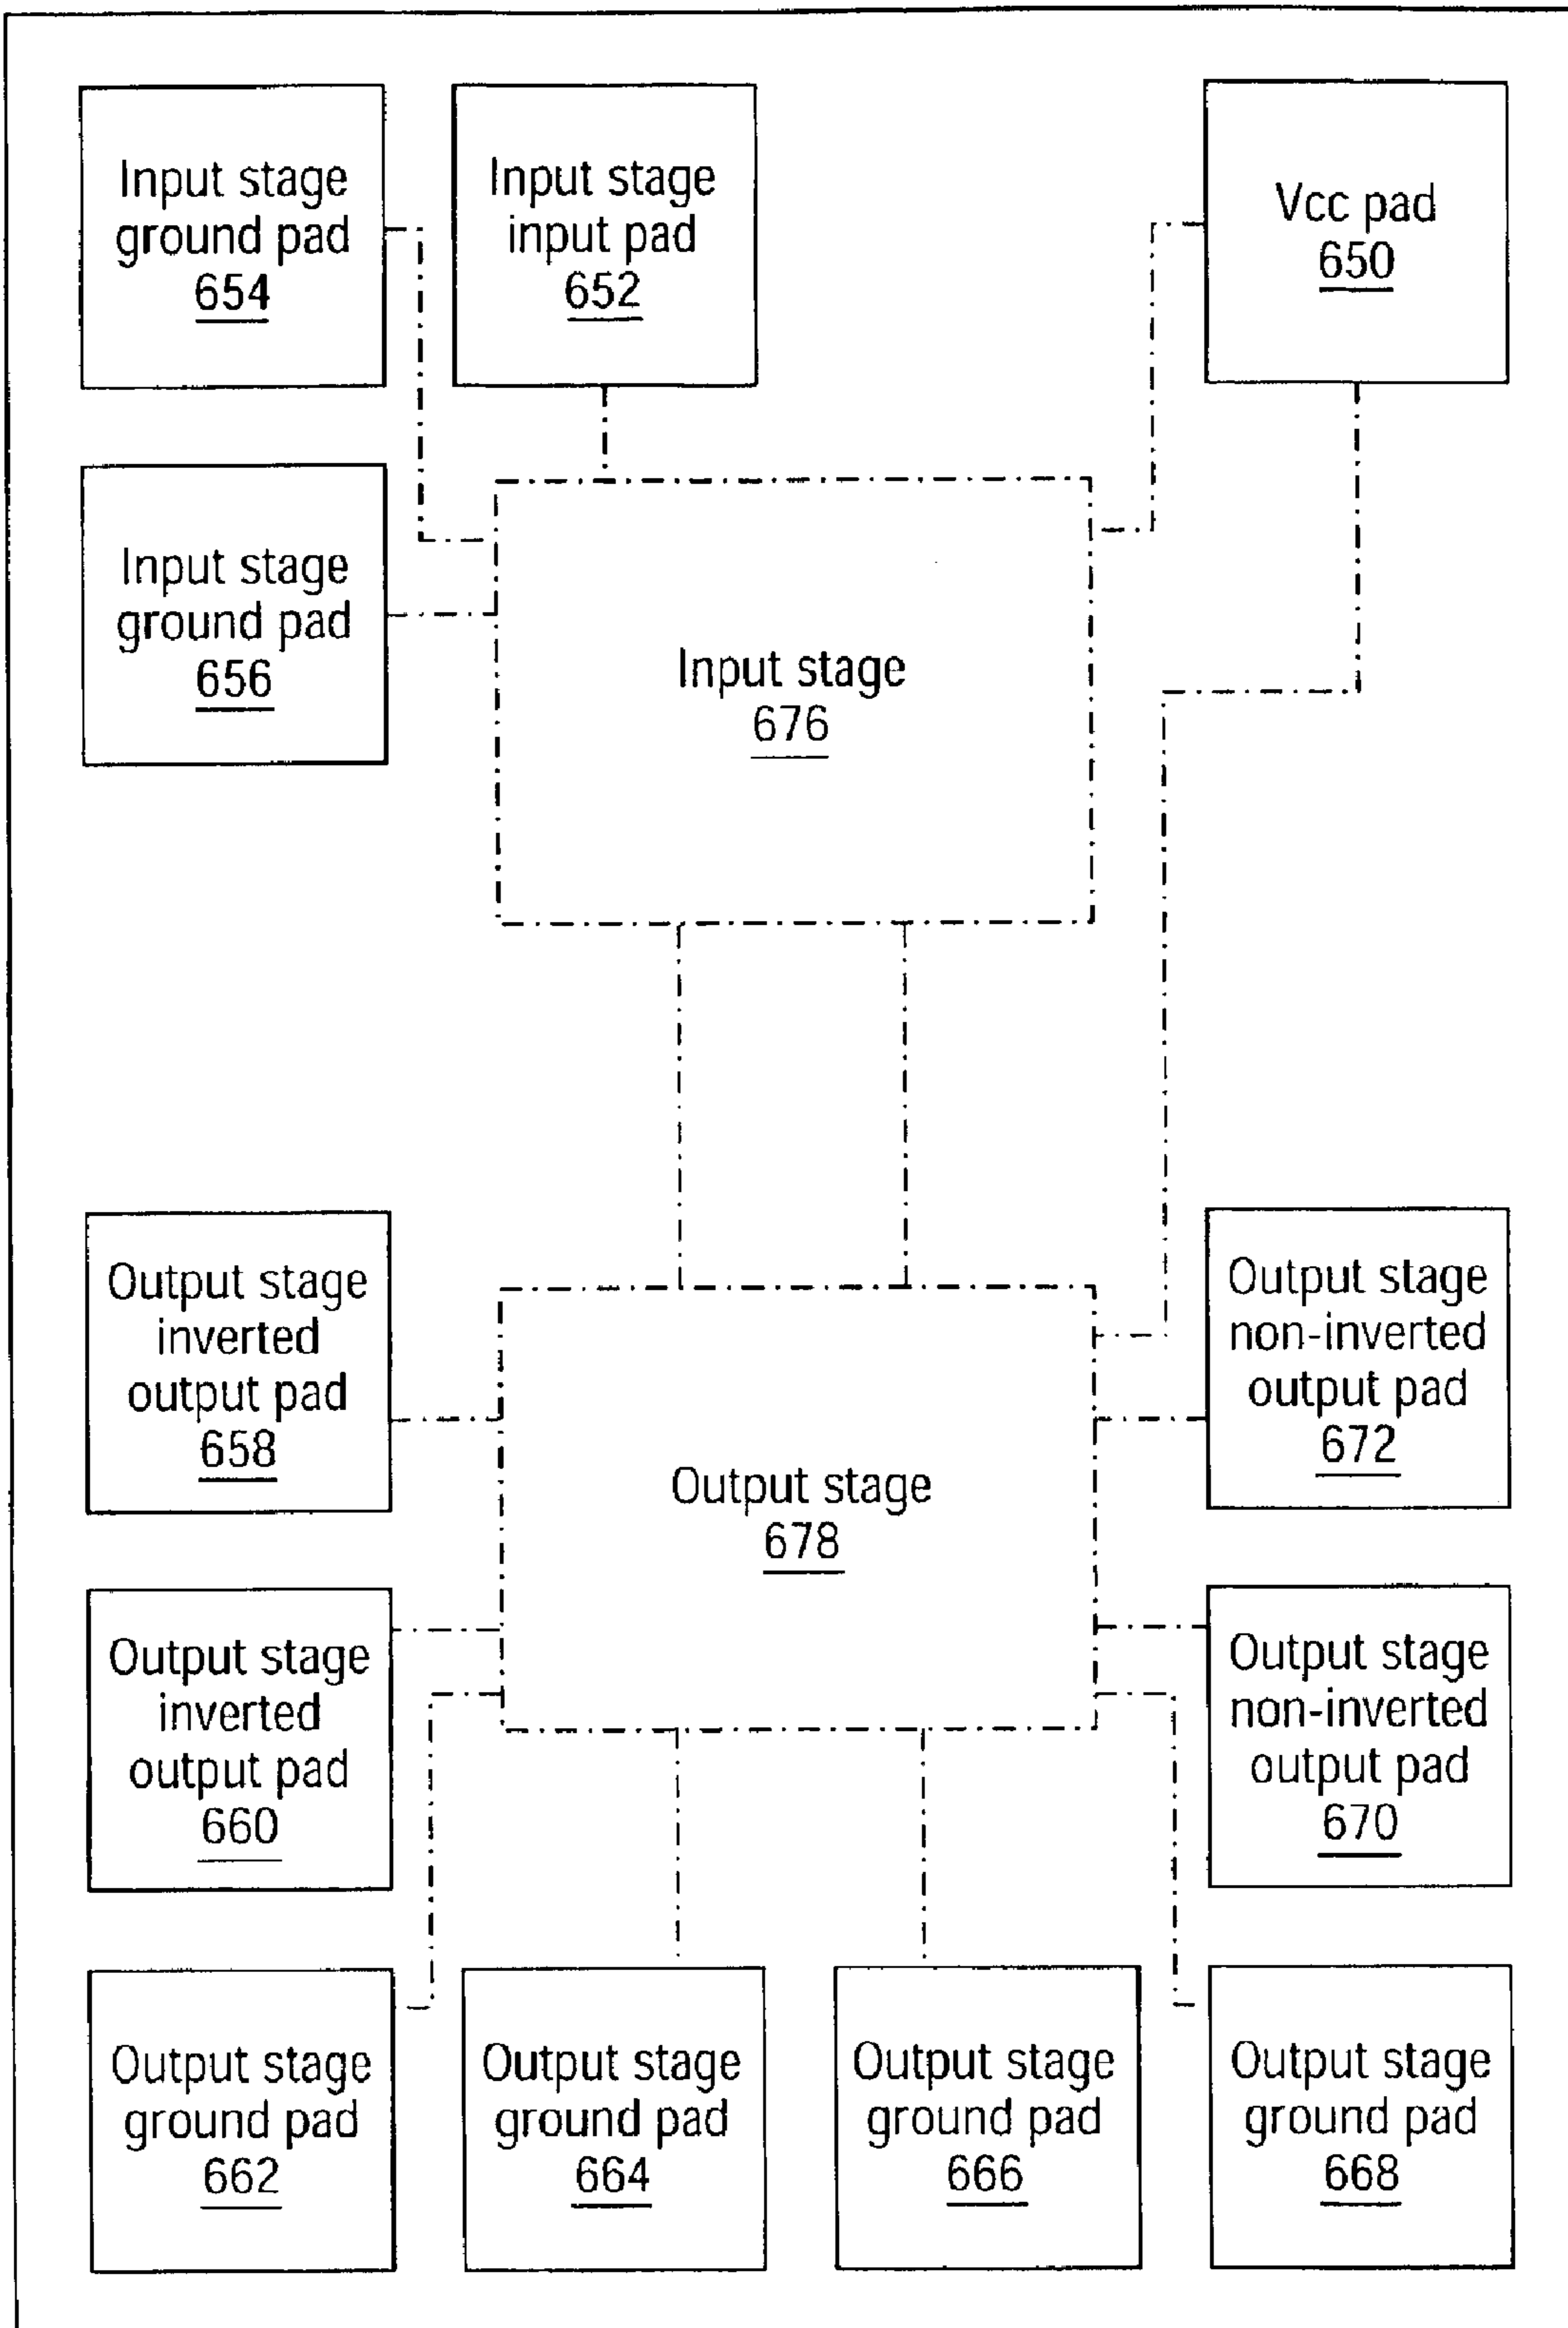 Input stage
ground pad
654
Input stage
input pad
652
Vcc pad
650
Input stage
ground pad
656
Input stage
676
Output stage
inverted
output pad
658
Output stage
non-inverted
output pad
672
Output stage
678
Output stage
inverted
output pad
660
Output stage
non-inverted
output pad
670
Output stage
ground pad
662
Output stage
ground pad
664
Output stage
ground pad
666
Output stage
ground pad
668